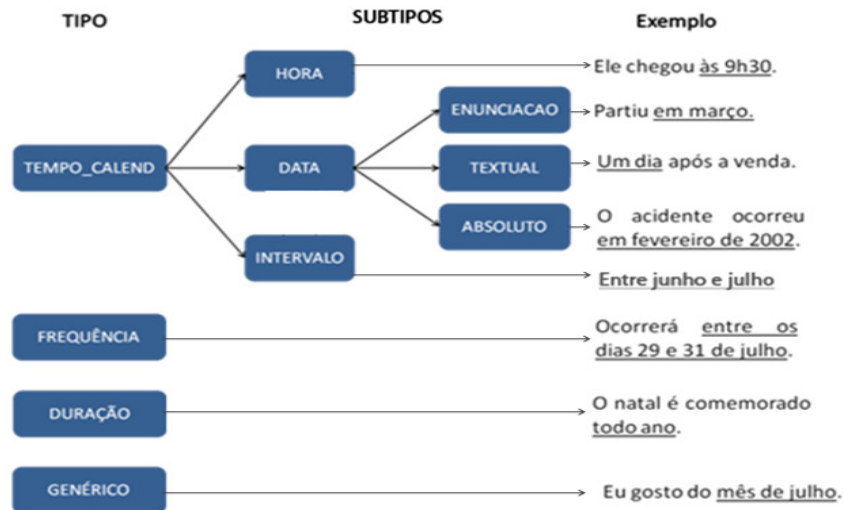 TIPO SUBTIPOS Exemplo
HORA Ele chegou às 9h30.
ENUNCIACAO Partiu em março.
TEMPO_CALEND DATA TEXTUAL Um dia após a venda.
ABSOLUTO O acidente ocorreu
em fevereiro de 2002.
INTERVALO Entre junho e julho
FREQUÊNCIA Ocorrerá entre os
dias 29 e 31 de julho.
DURAÇÃO O natal é comemorado
todo ano.
GENÉRICO Eu gosto do mês de julho.